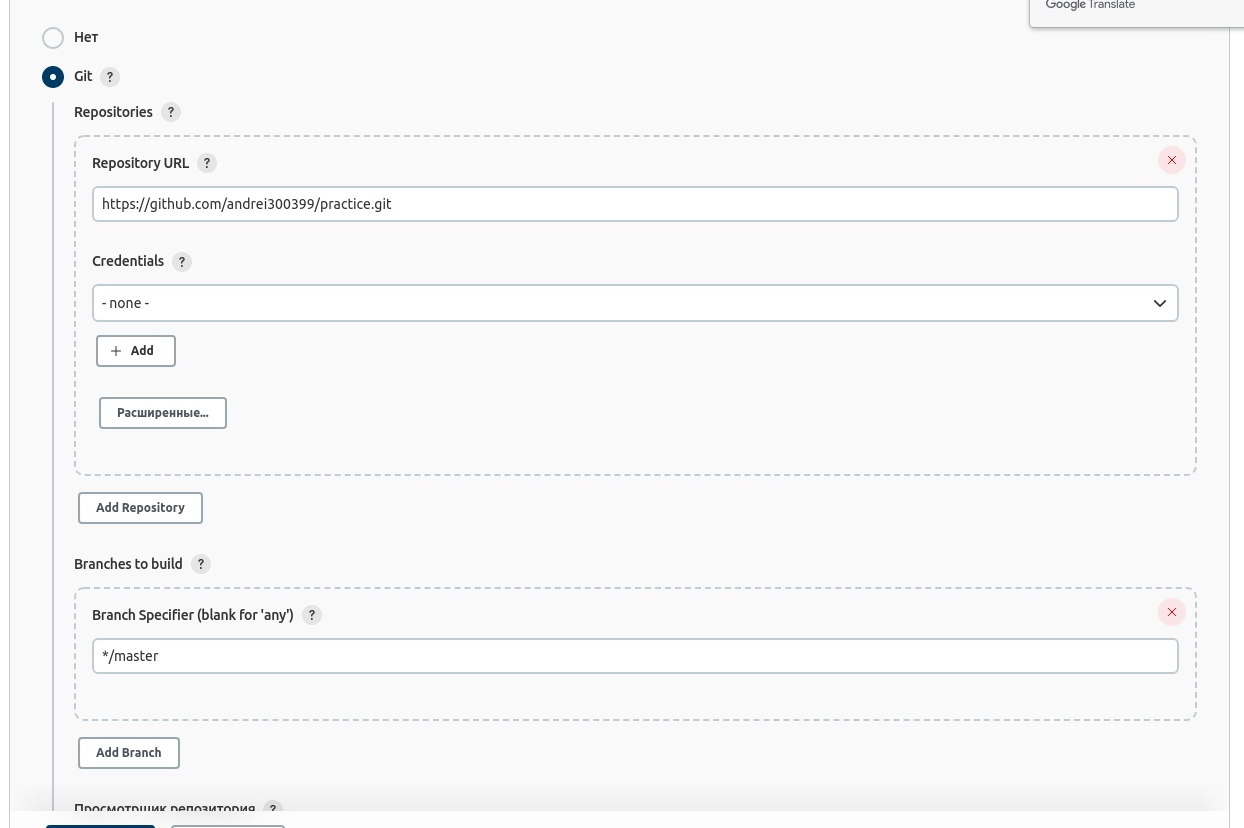 Google Translate
Нет
Git ?
Repositories ?
Repository URL ?
https://github.com/andrei300399/practice.git
Credentials ?
- none -
+ Add
Расширенные...
Add Repository
Branches to build ?
Branch Specifier (blank for 'any') ?
*/master
Add Branch
Просмотрщик репозитория ?